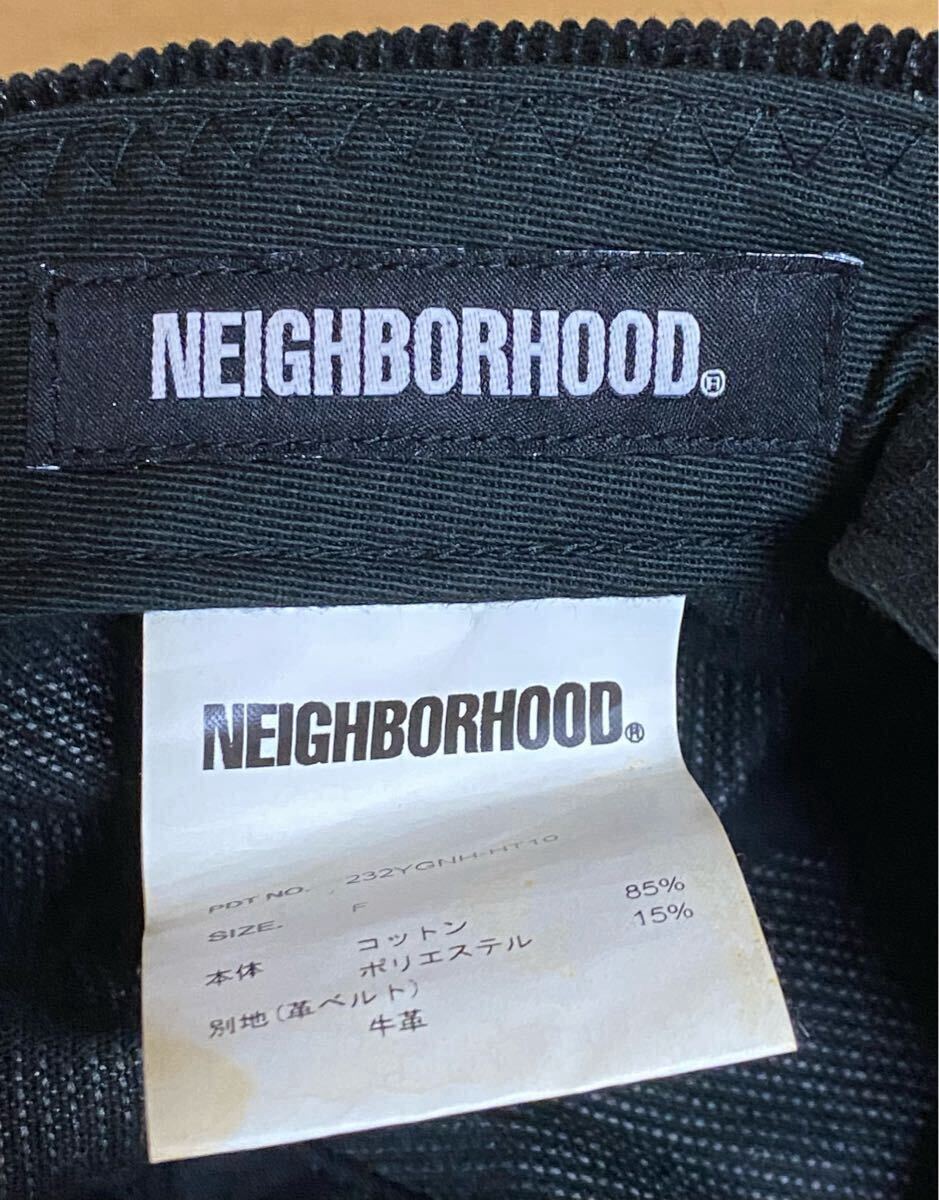 NEIGHBORHOOD®
NEIGHBORHOOD®
PDT NO. 232YGNH-HT10
SIZE. F
本体 コットン 85%
ポリエステル 15%
別地(革ベルト)
牛革